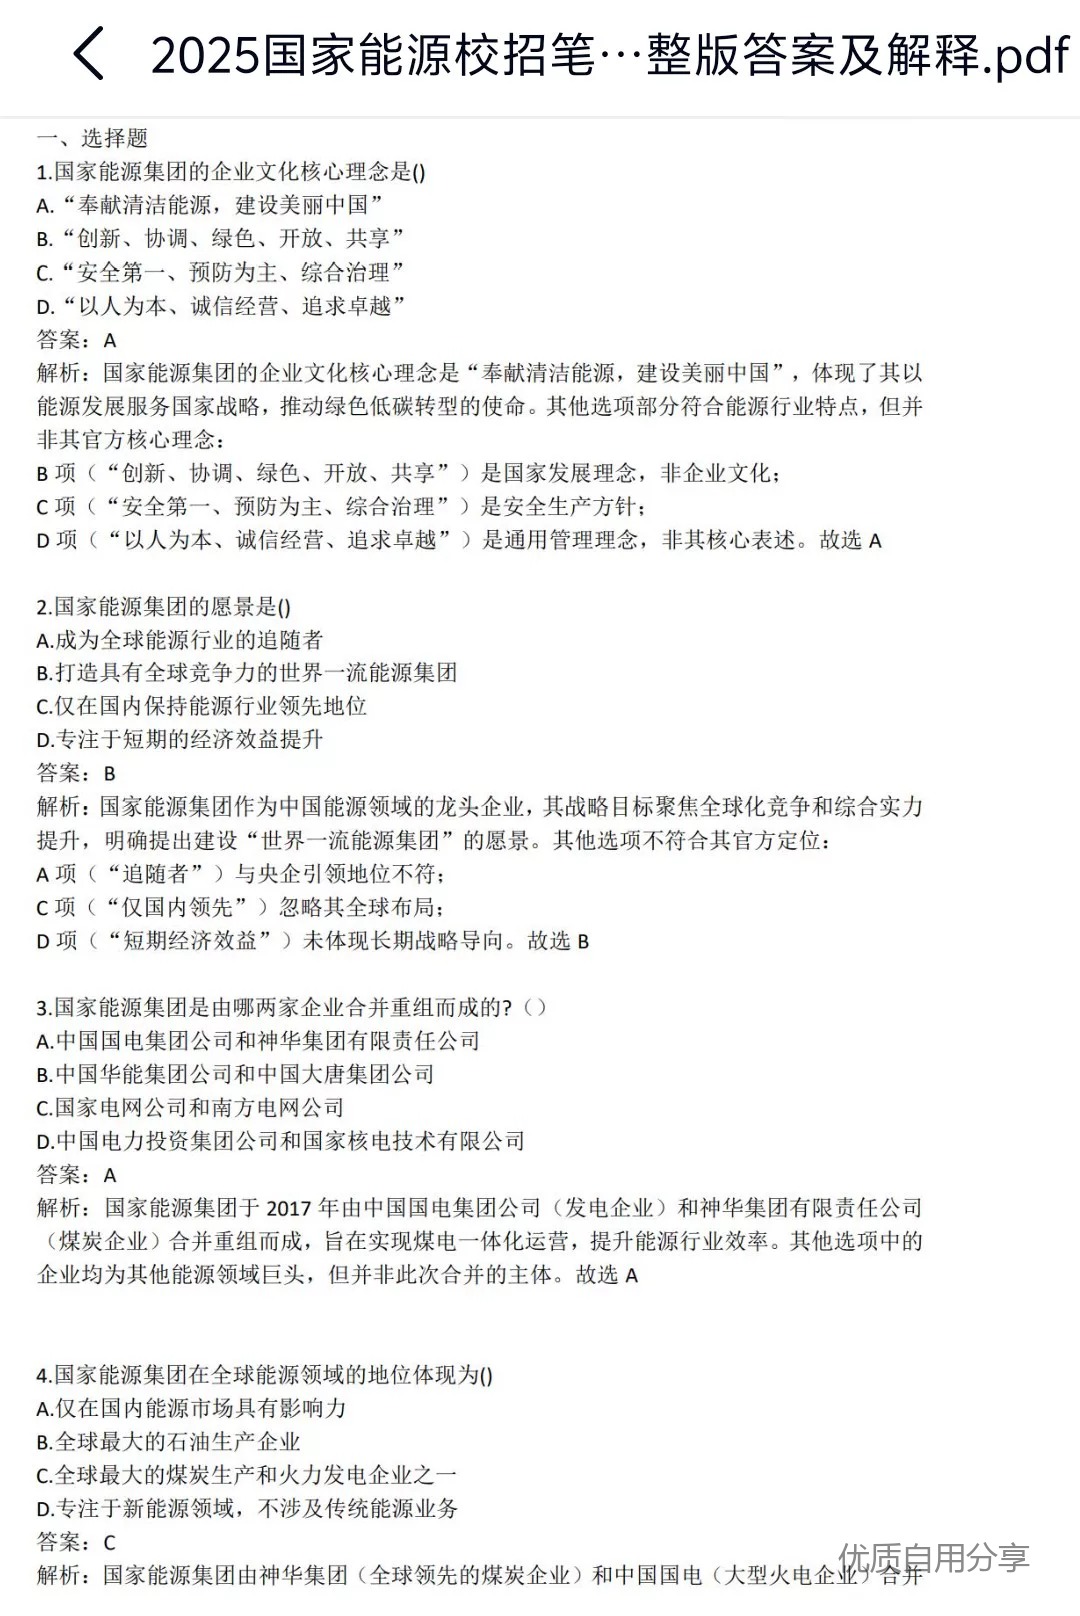 2025国家能源校招笔…整版答案及解释.pdf
一、选择题
1.国家能源集团的企业文化核心理念是()
A.“奉献清洁能源，建设美丽中国”
B.“创新、协调、绿色、开放、共享”
C.“安全第一、预防为主、综合治理”
D.“以人为本、诚信经营、追求卓越”
答案：A
解析：国家能源集团的企业文化核心理念是“奉献清洁能源，建设美丽中国”，体现了其以
能源发展服务国家战略，推动绿色低碳转型的使命。其他选项部分符合能源行业特点，但并
非其官方核心理念：
B 项（“创新、协调、绿色、开放、共享”）是国家发展理念，非企业文化；
C 项（“安全第一、预防为主、综合治理”）是安全生产方针；
D 项（“以人为本、诚信经营、追求卓越”）是通用管理理念，非其核心表述。故选 A
2.国家能源集团的愿景是()
A.成为全球能源行业的追随者
B.打造具有全球竞争力的世界一流能源集团
C.仅在国内保持能源行业领先地位
D.专注于短期的经济效益提升
答案：B
解析：国家能源集团作为中国能源领域的龙头企业，其战略目标聚焦全球化竞争和综合实力
提升，明确提出建设“世界一流能源集团”的愿景。其他选项不符合其官方定位：
A 项（“追随者”）与央企引领地位不符；
C 项（“仅国内领先”）忽略其全球布局；
D 项（“短期经济效益”）未体现长期战略导向。故选 B
3.国家能源集团是由哪两家企业合并重组而成的?（）
A.中国国电集团公司和神华集团有限责任公司
B.中国华能集团公司和中国大唐集团公司
C.国家电网公司和南方电网公司
D.中国电力投资集团公司和国家核电技术有限公司
答案：A
解析：国家能源集团于 2017 年由中国国电集团公司（发电企业）和神华集团有限责任公司
（煤炭企业）合并重组而成，旨在实现煤电一体化运营，提升能源行业效率。其他选项中的
企业均为其他能源领域巨头，但并非此次合并的主体。故选 A
4.国家能源集团在全球能源领域的地位体现为()
A.仅在国内能源市场具有影响力
B.全球最大的石油生产企业
C.全球最大的煤炭生产和火力发电企业之一
D.专注于新能源领域，不涉及传统能源业务
答案：C
解析：国家能源集团由神华集团（全球领先的煤炭企业）和中国国电（大型火电企业）合并
优质自用分享